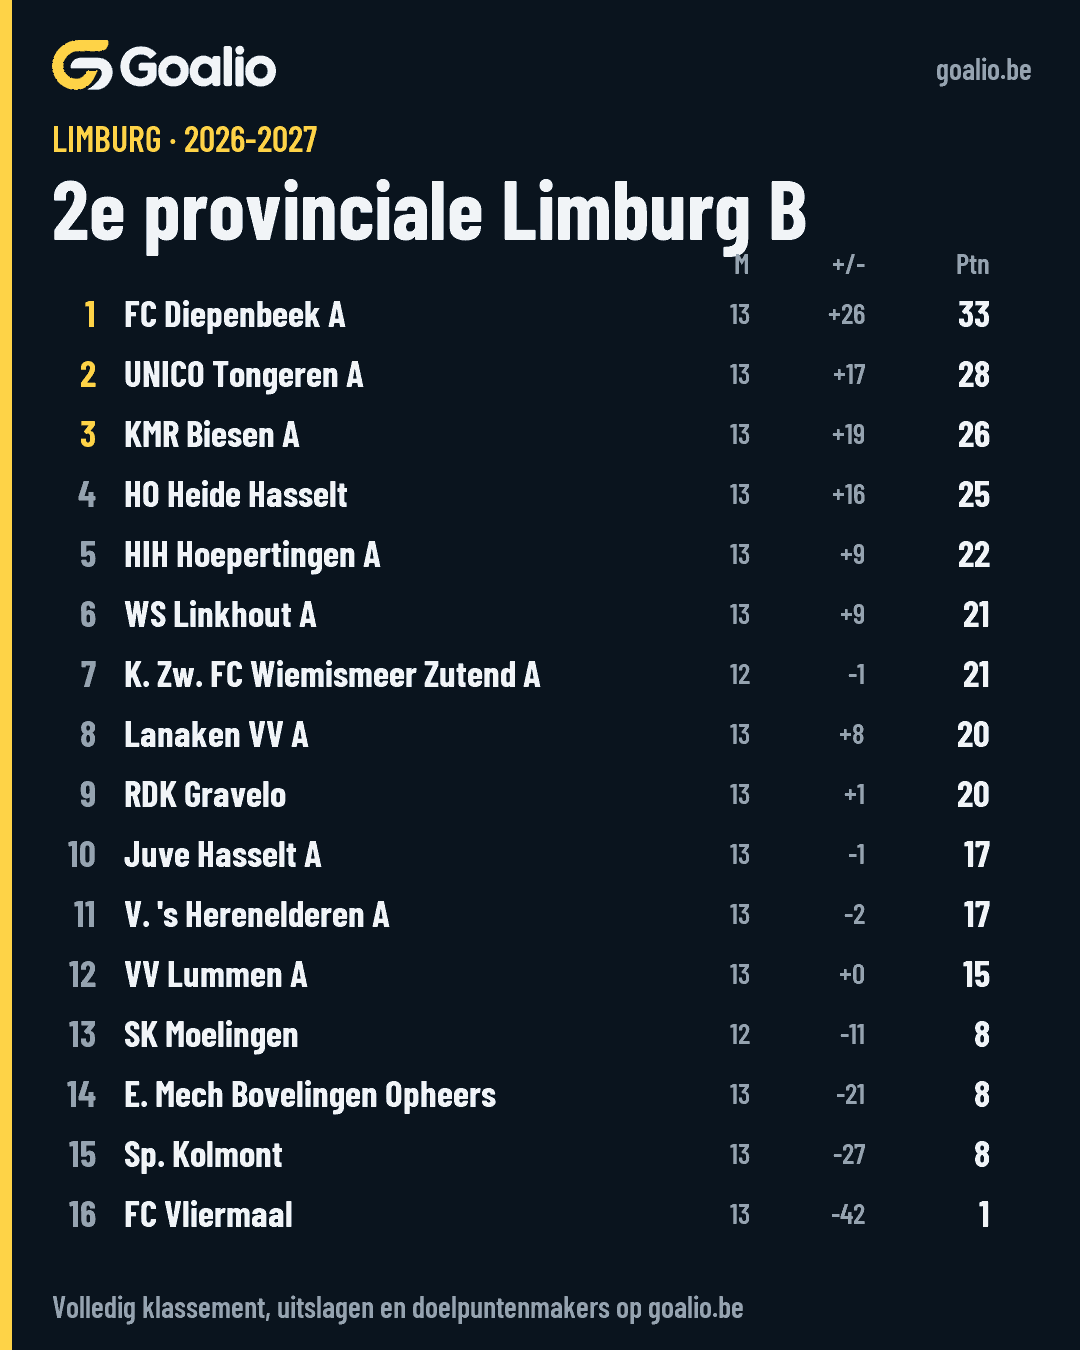 Goalio
goalio.be
LIMBURG · 2026-2027
2e provinciale Limburg B
M +/- Ptn
1 FC Diepenbeek A 13 +26 33
2 UNICO Tongeren A 13 +17 28
3 KMR Biesen A 13 +19 26
4 HO Heide Hasselt 13 +16 25
5 HIH Hoepertingen A 13 +9 22
6 WS Linkhout A 13 +9 21
7 K. Zw. FC Wiemismeer Zutend A 12 -1 21
8 Lanaken VV A 13 +8 20
9 RDK Gravelo 13 +1 20
10 Juve Hasselt A 13 -1 17
11 V. 's Herenelderen A 13 -2 17
12 VV Lummen A 13 +0 15
13 SK Moelingen 12 -11 8
14 E. Mech Bovelingen Opheers 13 -21 8
15 Sp. Kolmont 13 -27 8
16 FC Vliermaal 13 -42 1
Volledig klassement, uitslagen en doelpuntenmakers op goalio.be